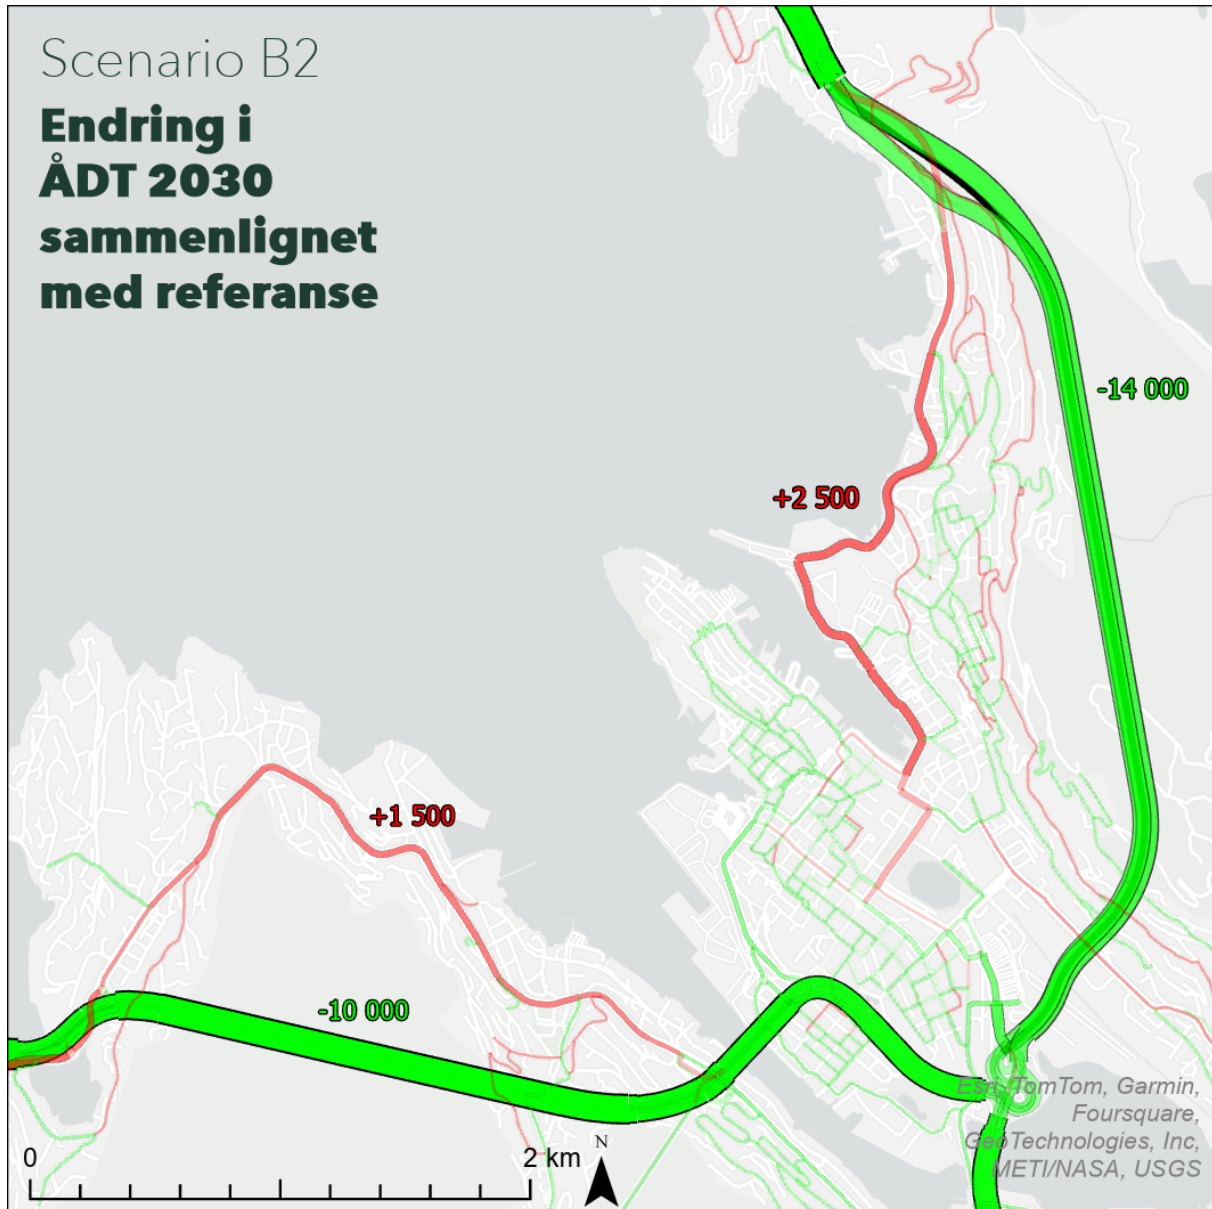 Scenario B2
Endring i
ÅDT 2030
sammenlignet
med referanse
-14 000
+2 500
+1 500
-10 000
Esri, TomTom, Garmin,
Foursquare,
GeoTechnologies, Inc,
METI/NASA, USGS
0
2 km
N